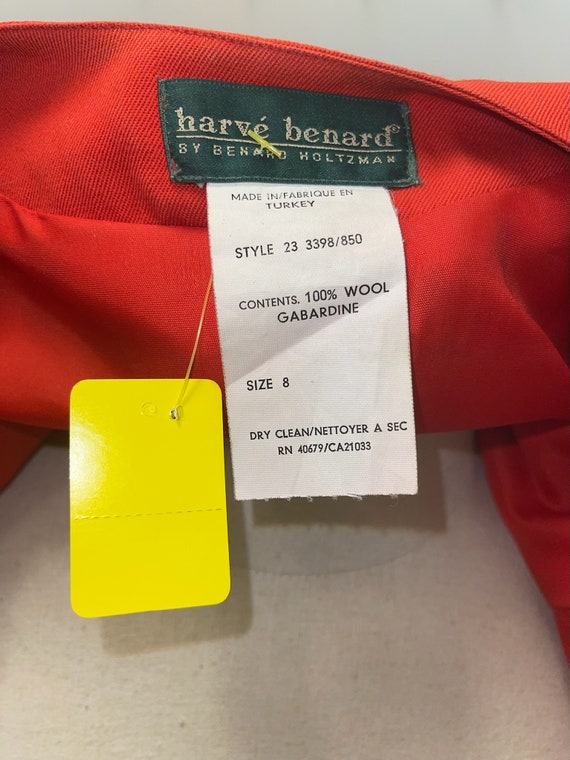 harvé benard®
BY BENARD HOLTZMAN
MADE IN/FABRIQUE EN
TURKEY
STYLE 23 3398/850
CONTENTS. 100% WOOL
GABARDINE
SIZE 8
DRY CLEAN/NETTOYER A SEC
RN 40679/CA21033